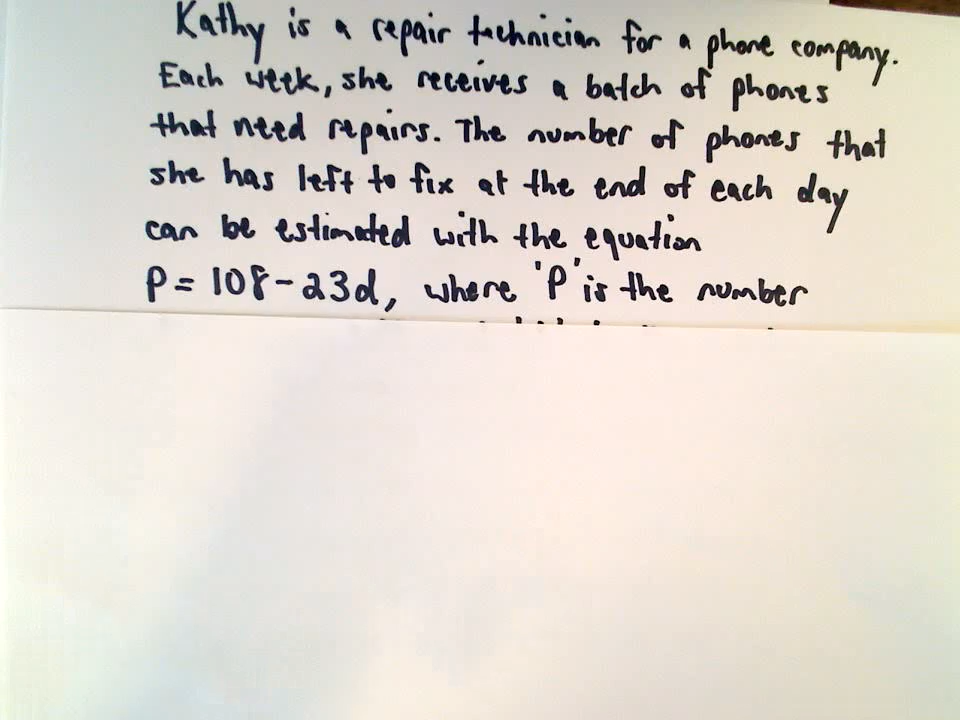 Kathy is a repair technician for a phone company.
Each week, she receives a batch of phones
that need repairs. The number of phones that
she has left to fix at the end of each day
can be estimated with the equation
P = 108 - 23d, where 'P' is the number